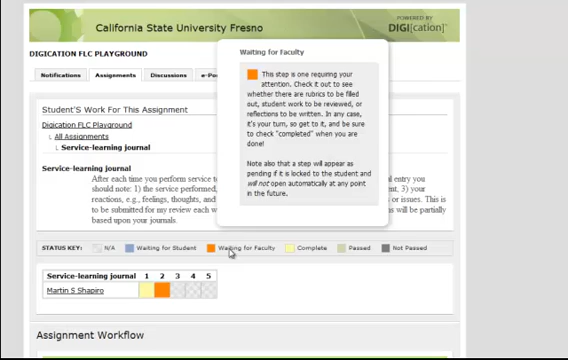 California State University Fresno
POWERED BY
DIGI[cation]
DIGICATION FLC PLAYGROUND
Notifications
Assignments
Discussions
e-Po
Waiting for Faculty
This step is one requiring your
attention. Check it out to see
whether there are rubrics to be filled
out, student work to be reviewed, or
reflections to be written. In any case,
it's your turn, so get to it, and be sure
to check "completed" when you are
done!
Note also that a step will appear as
pending if it is locked to the student and
will not open automatically at any point
in the future.
Student'S Work For This Assignment
Digication FLC Playground
All Assignments
Service-learning journal
Service-learning journal
After each time you perform service to
al entry you
should note: 1) the service performed,
nt, 3) your
reactions, e.g., feelings, thoughts, and
s or issues. This is
to be submitted for my review each w
s will be partially
based upon your journals.
STATUS KEY:
N/A
Waiting for Student
Waiting for Faculty
Complete
Passed
Not Passed
Service-learning journal 1 2 3 4 5
Martin S Shapiro
Assignment Workflow